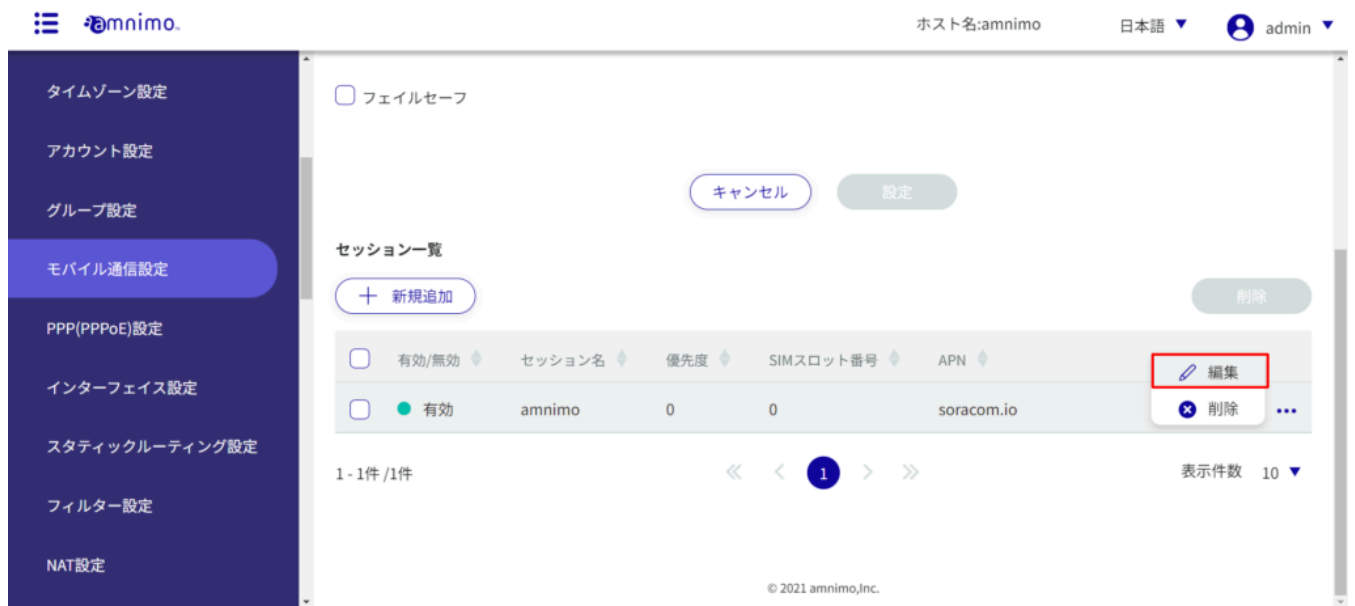 amnimo. ホスト名:amnimo 日本語 ▼ admin ▼
タイムゾーン設定
アカウント設定
グループ設定
モバイル通信設定
PPP(PPPoE)設定
インターフェイス設定
スタティックルーティング設定
フィルター設定
NAT設定
フェイルセーフ
キャンセル 設定
セッション一覧
＋ 新規追加 削除
有効/無効 セッション名 優先度 SIMスロット番号 APN
編集
有効 amnimo 0 0 soracom.io 削除 •••
1 - 1件 /1件 « < 1 > » 表示件数 10 ▼
© 2021 amnimo,Inc.